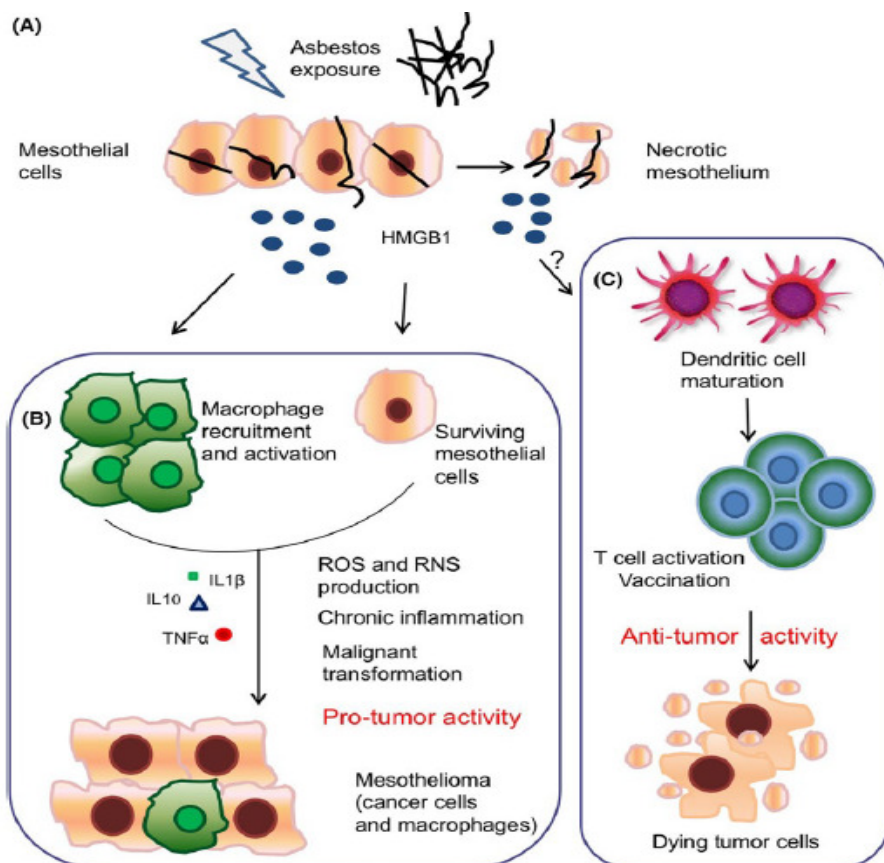 (A)
Asbestos
exposure
Mesothelial
cells
Necrotic
mesothelium
HMGB1
?
(B)
Macrophage
recruitment
and activation
Surviving
mesothelial
cells
IL1β
IL10
TNFα
ROS and RNS
production
Chronic inflammation
Malignant
transformation
Pro-tumor activity
Mesothelioma
(cancer cells
and macrophages)
(C)
Dendritic cell
maturation
T cell activation
Vaccination
Anti-tumor activity
Dying tumor cells